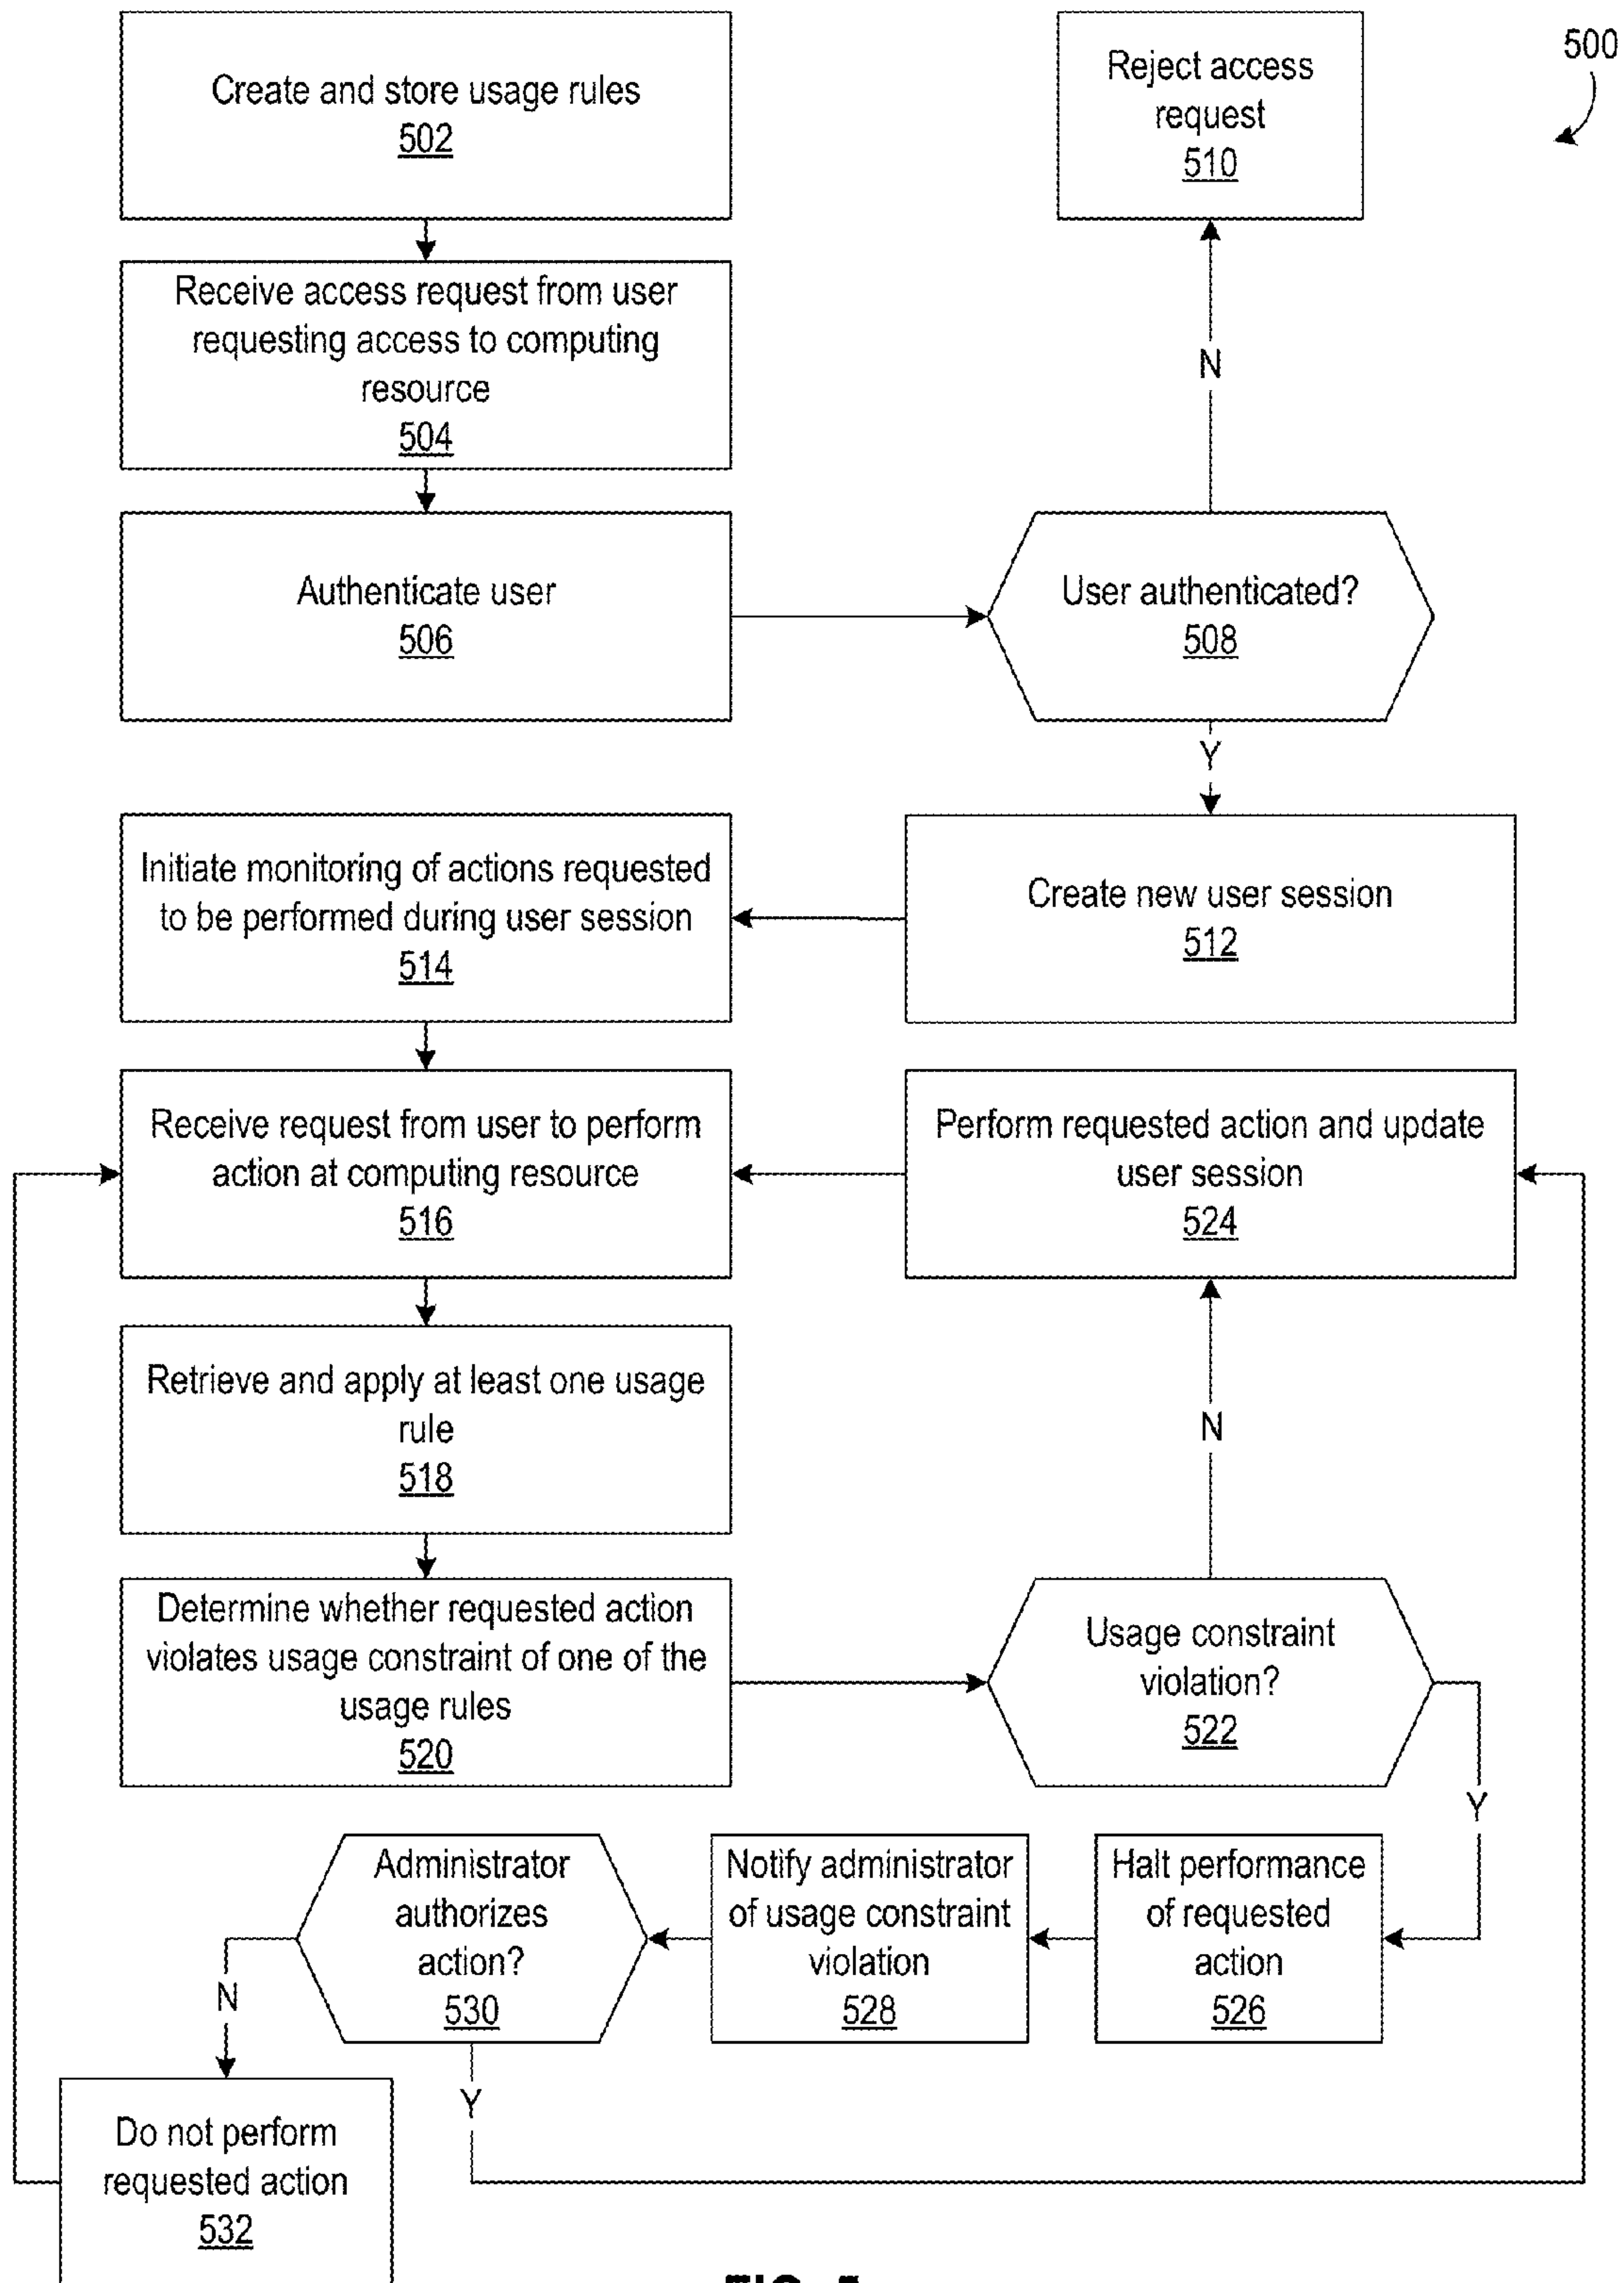 500
Create and store usage rules
502
Reject access
request
510
Receive access request from user
requesting access to computing
resource
504
N
Authenticate user
506
User authenticated?
508
Y
Initiate monitoring of actions requested
to be performed during user session
514
Create new user session
512
Receive request from user to perform
action at computing resource
516
Perform requested action and update
user session
524
Retrieve and apply at least one usage
rule
518
N
Determine whether requested action
violates usage constraint of one of the
usage rules
520
Usage constraint
violation?
522
Y
Administrator
authorizes
action?
530
Notify administrator
of usage constraint
violation
528
Halt performance
of requested
action
526
N
Y
Do not perform
requested action
532